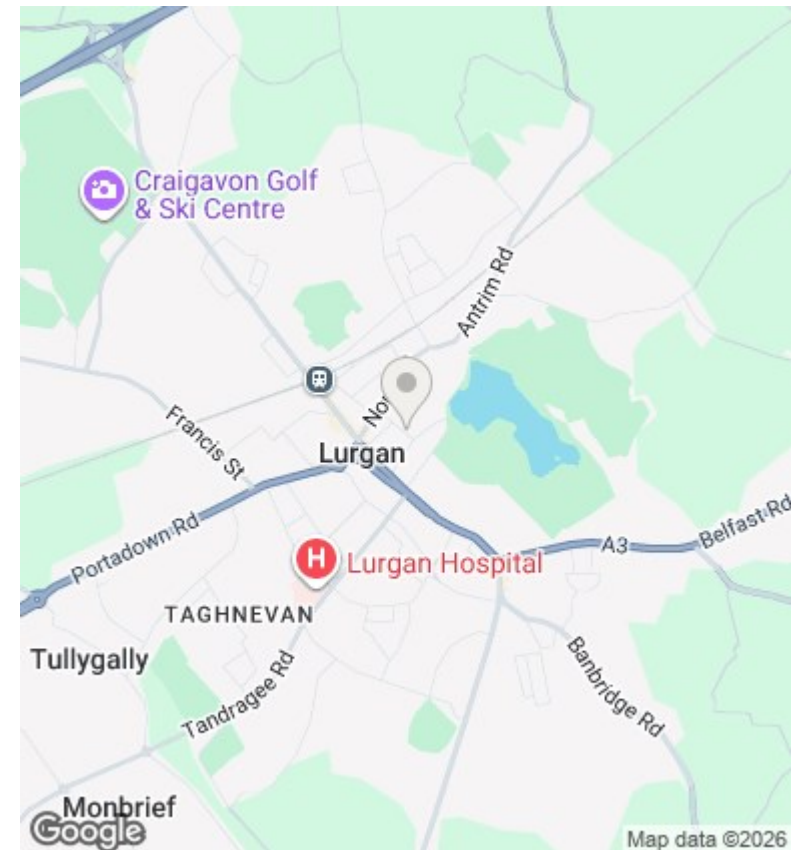 Craigavon Golf
& Ski Centre
Antrim Rd
Francis St
Lurgan
Portadown Rd
Belfast Rd
A3
H
Lurgan Hospital
TAGHNEVAN
Tullygally
Tandragee Rd
Banbridge Rd
Monbrief
Google
Map data ©2026